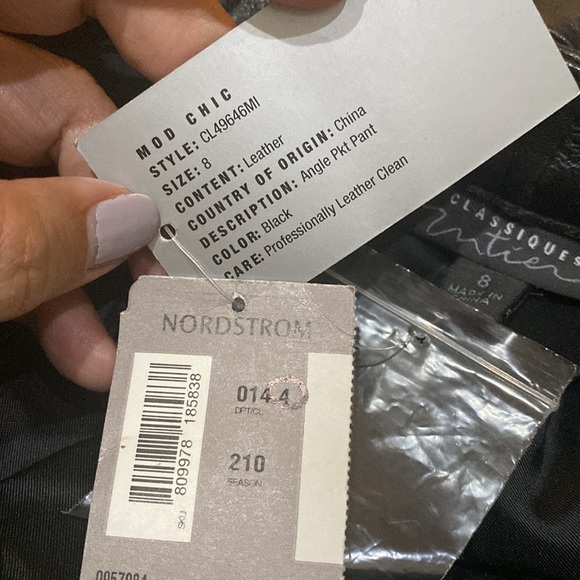 MOD CHIC
STYLE: CL49646MI
SIZE: 8
CONTENT: Leather
COUNTRY OF ORIGIN: China
DESCRIPTION: Angle Pkt Pant
COLOR: Black
CARE: Professionally Leather Clean
CLASSIQUES
Entier
8
MADE IN
CHINA
NORDSTROM
014 4
DPT/CL
210
SEASON
SKU 809978 185838